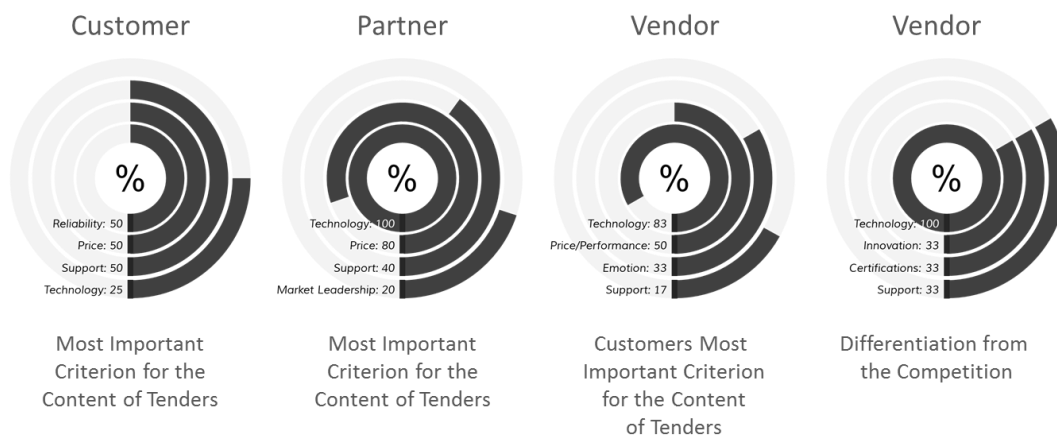 Customer
%
Reliability: 50
Price: 50
Support: 50
Technology: 25
Most Important
Criterion for the
Content of Tenders
Partner
%
Technology: 100
Price: 80
Support: 40
Market Leadership: 20
Most Important
Criterion for the
Content of Tenders
Vendor
%
Technology: 83
Price/Performance: 50
Emotion: 33
Support: 17
Customers Most
Important Criterion
for the Content
of Tenders
Vendor
%
Technology: 100
Innovation: 33
Certifications: 33
Support: 33
Differentiation from
the Competition